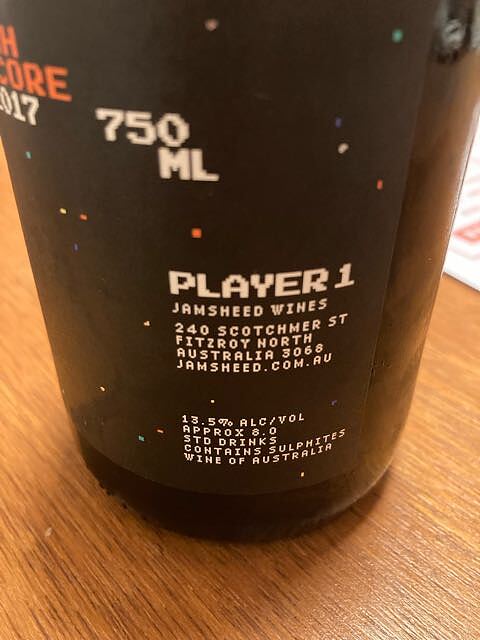 CORE
2017
750
ML
PLAYER 1
JAMSHEED WINES
240 SCOTCHMER ST
FITZROY NORTH
AUSTRALIA 3068
JAMSHEED.COM.AU
13.5% ALC/VOL
APPROX 8.0
STD DRINKS
CONTAINS SULPHITES
WINE OF AUSTRALIA